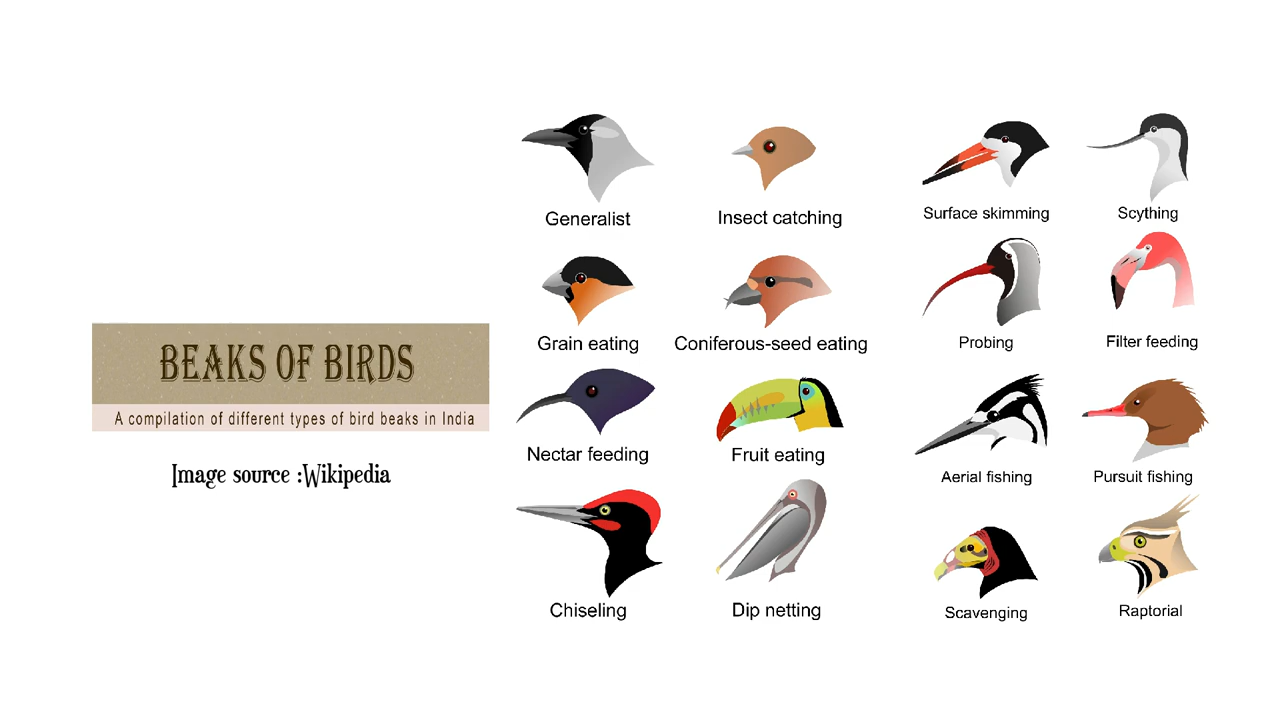 BEAKS OF BIRDS
A compilation of different types of bird beaks in India
Image source :Wikipedia
Generalist
Insect catching
Surface skimming
Scything
Grain eating
Coniferous-seed eating
Probing
Filter feeding
Nectar feeding
Fruit eating
Aerial fishing
Pursuit fishing
Chiseling
Dip netting
Scavenging
Raptorial